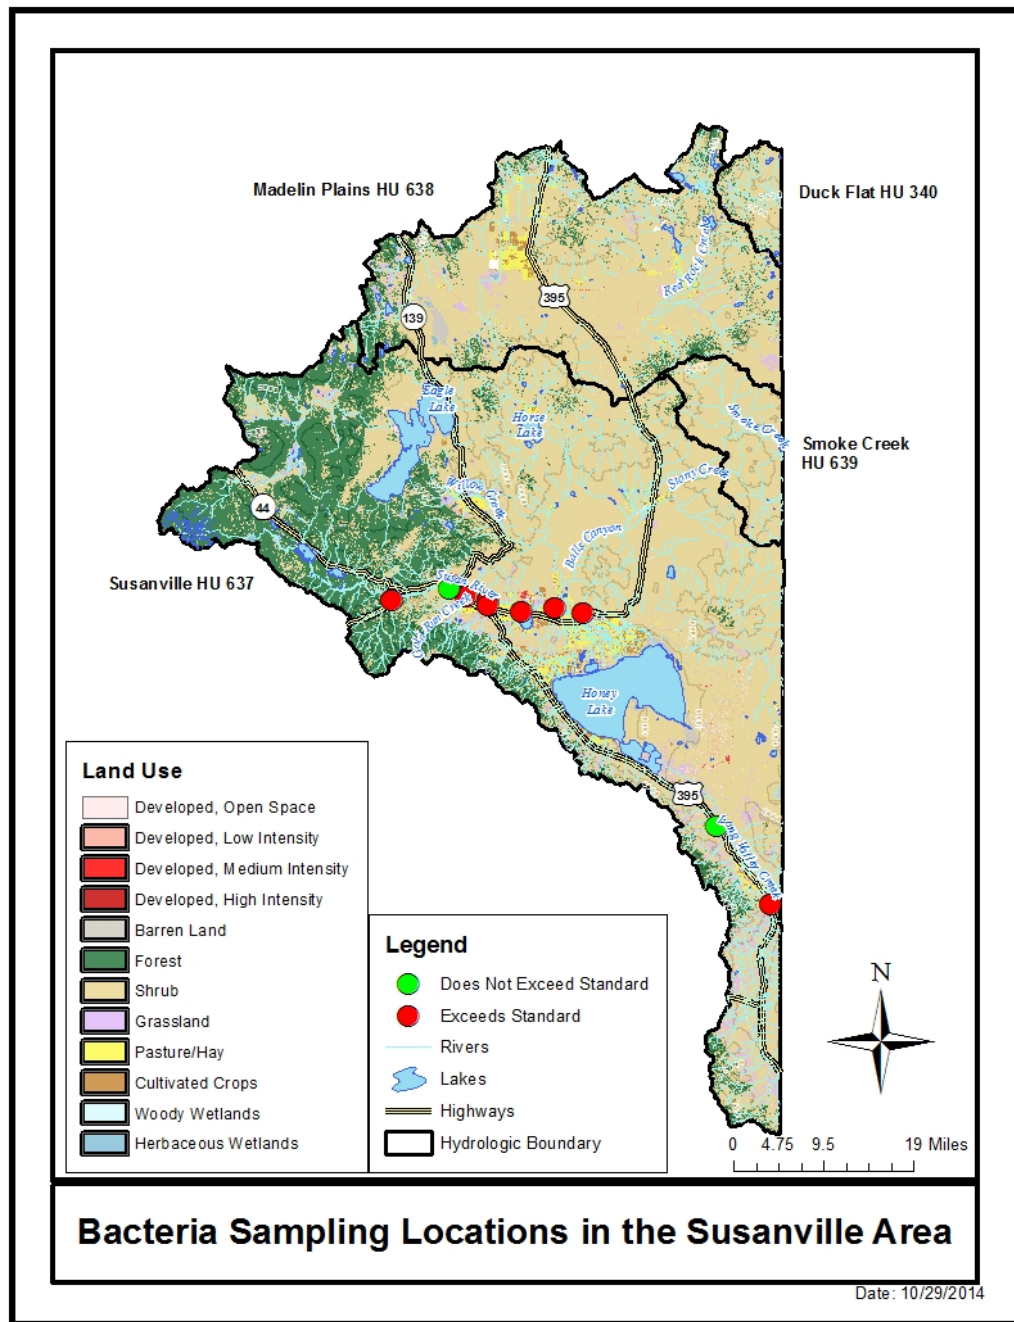 Madelin Plains HU 638
Duck Flat HU 340
Red Rock Creek
395
139
Eagle
Lake
Horse
Lake
Smoke Creek
Smoke Creek
HU 639
Stony Creek
Willow Creek
44
Balls Canyon
Susanville HU 637
Susan River
Gold Run Creek
Honey
Lake
395
Long Valley Creek
Land Use
Developed, Open Space
Developed, Low Intensity
Developed, Medium Intensity
Developed, High Intensity
Barren Land
Forest
Shrub
Grassland
Pasture/Hay
Cultivated Crops
Woody Wetlands
Herbaceous Wetlands
Legend
Does Not Exceed Standard
Exceeds Standard
Rivers
Lakes
Highways
Hydrologic Boundary
N
0 4.75 9.5 19 Miles
Bacteria Sampling Locations in the Susanville Area
Date: 10/29/2014